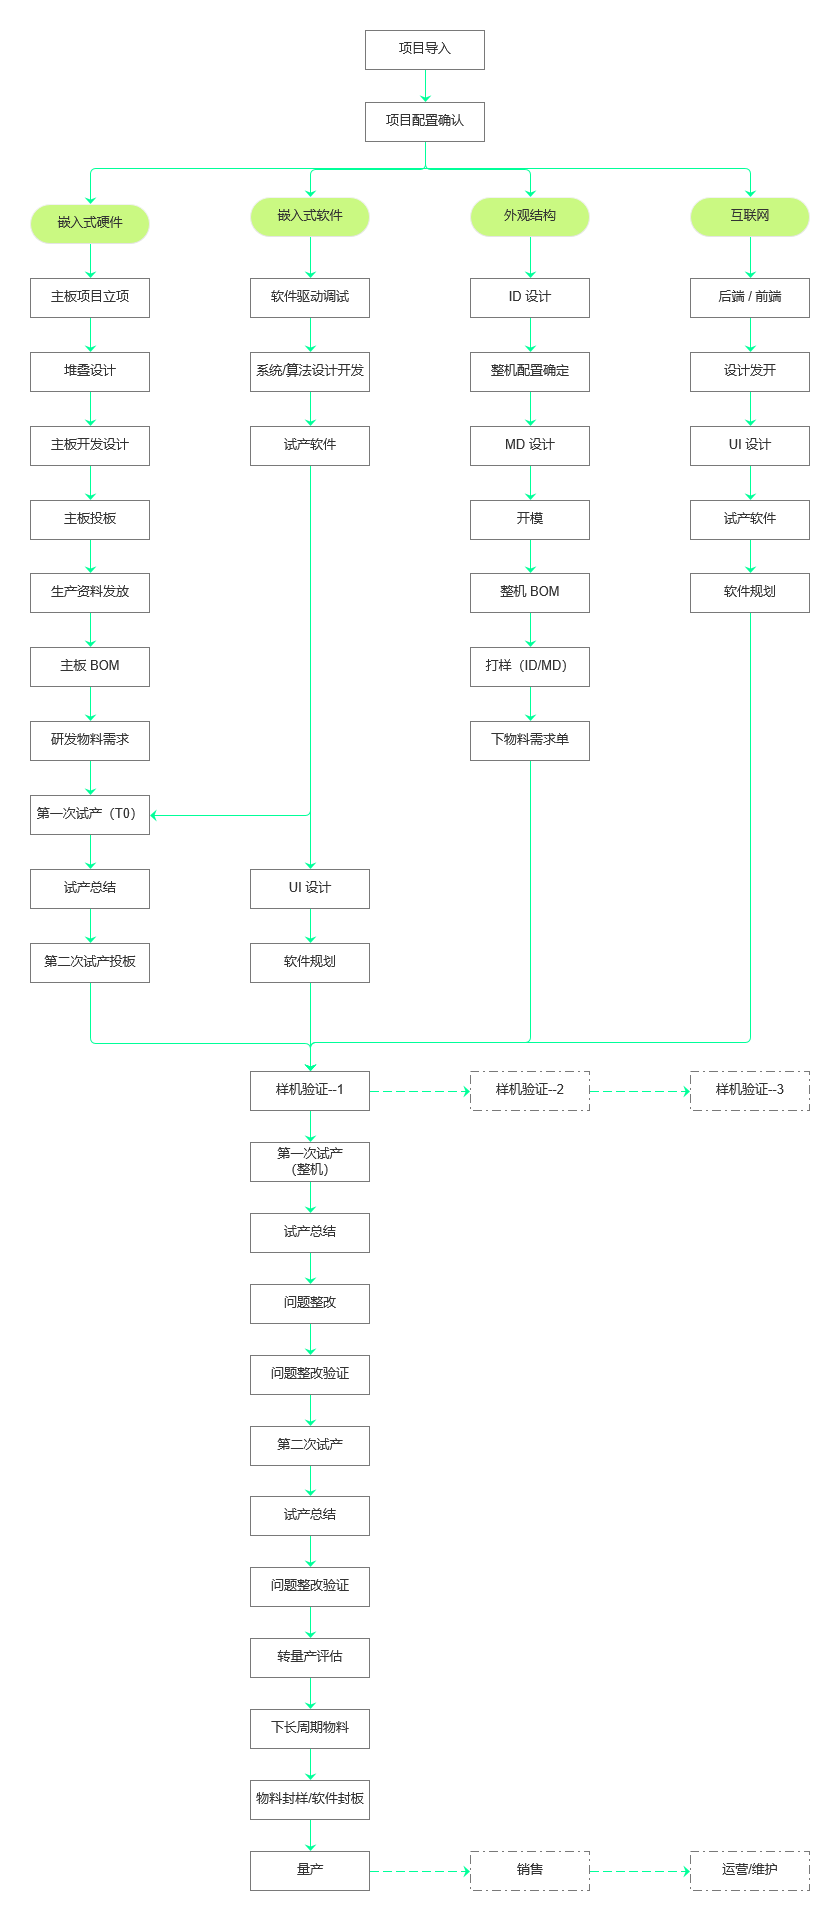 项目导入
项目配置确认
嵌入式硬件
嵌入式软件
外观结构
互联网
主板项目立项
软件驱动调试
ID 设计
后端 / 前端
堆叠设计
系统/算法设计开发
整机配置确定
设计发开
主板开发设计
试产软件
MD 设计
UI 设计
主板投板
开模
试产软件
生产资料发放
整机 BOM
软件规划
主板 BOM
打样（ID/MD）
研发物料需求
下物料需求单
第一次试产（T0）
试产总结
UI 设计
第二次试产投板
软件规划
样机验证--1
样机验证--2
样机验证--3
第一次试产
（整机）
试产总结
问题整改
问题整改验证
第二次试产
试产总结
问题整改验证
转量产评估
下长周期物料
物料封样/软件封板
量产
销售
运营/维护